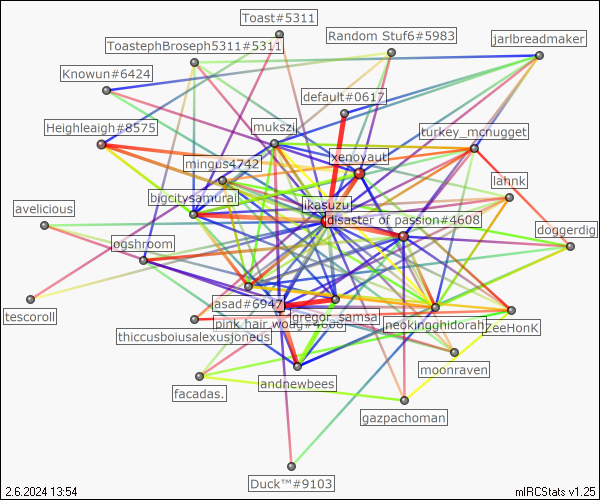 Toast#5311
Random Stuf6#5983
jarlbreadmaker
ToastephBroseph5311#5311
Knowun#6424
default#0617
Heighleaigh#8575
mukszi
turkey_mcnugget
xenoyaut
mingus4742
lahnk
bigcitysamurai
ikasuzu
avelicious
disaster of passion#4608
doggerdig
jogshroom
asad#6947
gregor_samsa
tescoroll
thiccusboiusalexusjoneus
pink hair woag#4608
neokingghidorah
ZeeHonK
moonraven
andnewbees
facadas.
gazpachoman
Duck™#9103
2.6.2024 13:54
mIRCStats v1.25